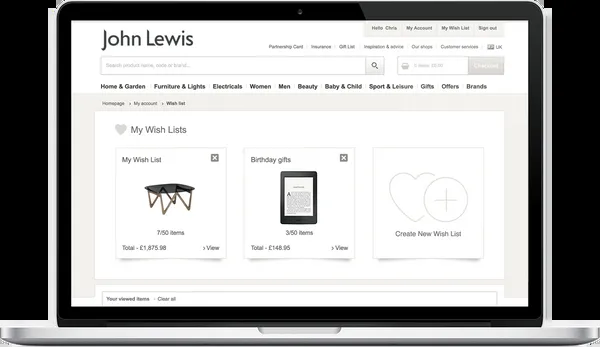 Hello Chris My Account My Wish List Sign out
John Lewis
Partnership Card Insurance Gift List Inspiration & advice Our shops Customer services UK
Search product name, code or brand...
Checkout
Home & Garden Furniture & Lights Electricals Women Men Beauty Baby & Child Sport & Leisure Gifts Offers Brands
Homepage › My account › Wish list
My Wish Lists
My Wish List
7/50 items
Total - £1,875.98 › View
Birthday gifts
3/50 items
Total - £148.95 › View
Create New Wish List
Your viewed items Clear all